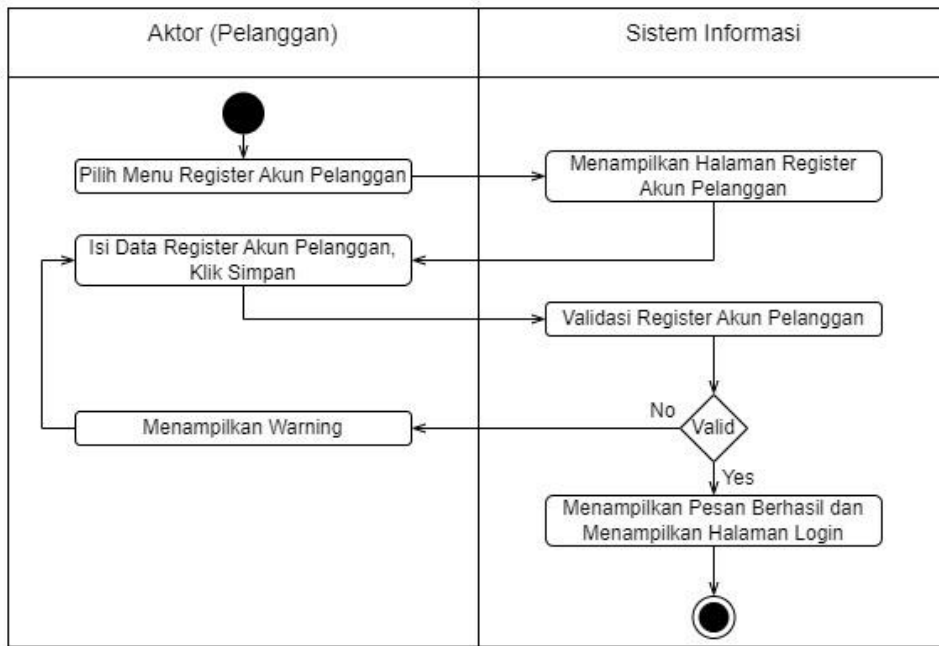 Aktor (Pelanggan)
Sistem Informasi
Pilih Menu Register Akun Pelanggan
Menampilkan Halaman Register
Akun Pelanggan
Isi Data Register Akun Pelanggan,
Klik Simpan
Validasi Register Akun Pelanggan
Valid
No
Menampilkan Warning
Yes
Menampilkan Pesan Berhasil dan
Menampilkan Halaman Login